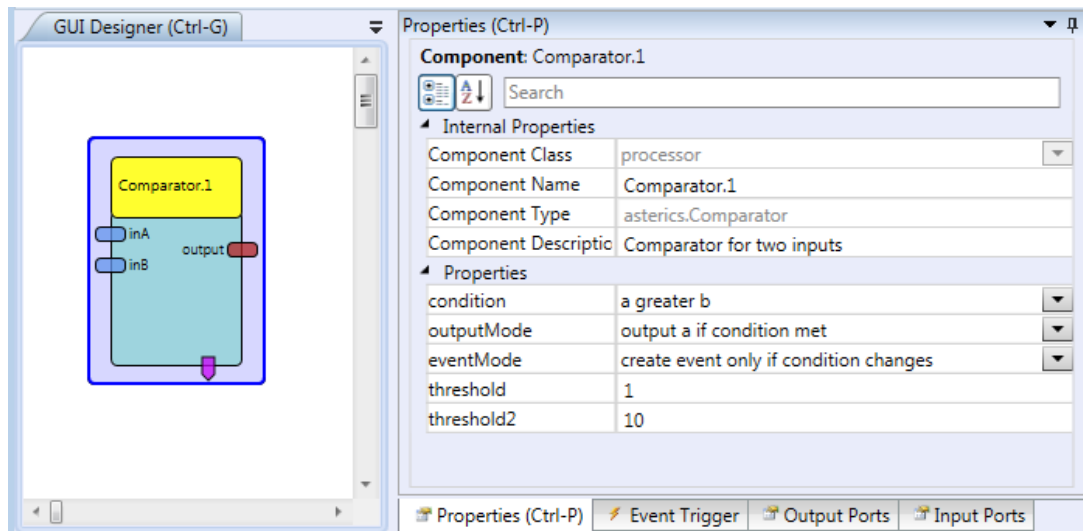 GUI Designer (Ctrl-G)
Comparator.1
inA
output
inB
Properties (Ctrl-P)
Component: Comparator.1
Search
Internal Properties
Component Class processor
Component Name Comparator.1
Component Type asterics.Comparator
Component Descriptio Comparator for two inputs
Properties
condition a greater b
outputMode output a if condition met
eventMode create event only if condition changes
threshold 1
threshold2 10
Properties (Ctrl-P) Event Trigger Output Ports Input Ports